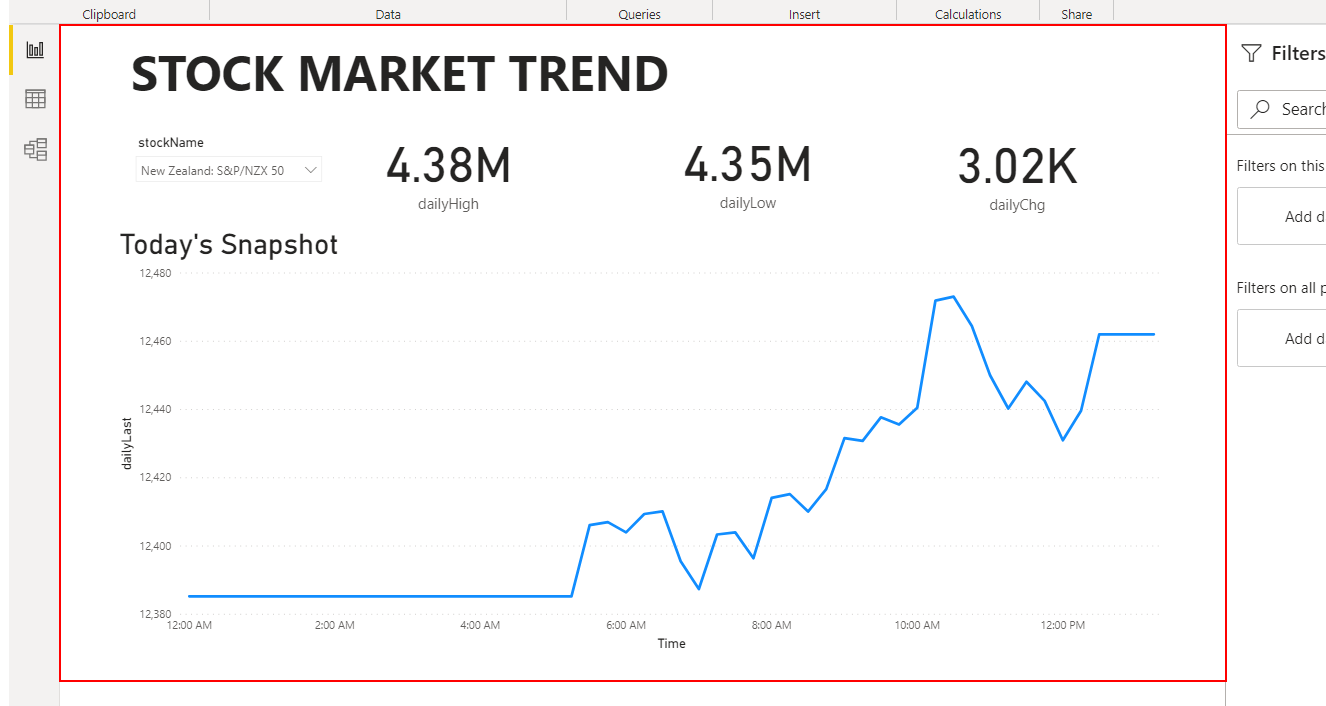 Clipboard Data Queries Insert Calculations Share
STOCK MARKET TREND
Filters
Search
stockName
New Zealand: S&P/NZX 50
4.38M
dailyHigh
4.35M
dailyLow
3.02K
dailyChg
Filters on this
Add d
Filters on all p
Add d
Today's Snapshot
12,480
12,460
12,440
12,420
12,400
12,380
dailyLast
12:00 AM 2:00 AM 4:00 AM 6:00 AM 8:00 AM 10:00 AM 12:00 PM
Time